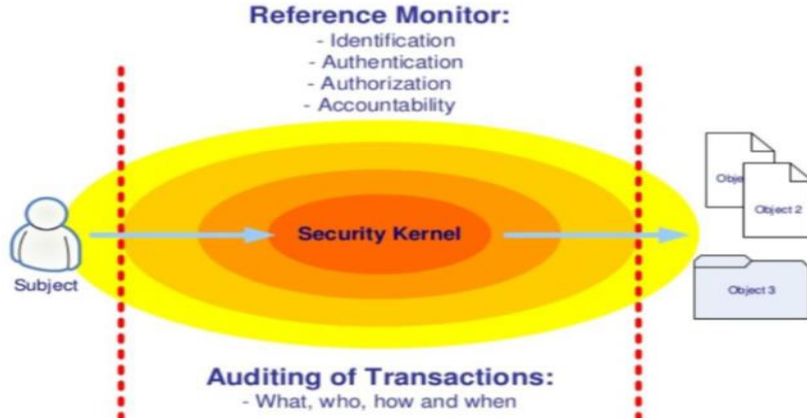 Reference Monitor:
- Identification
- Authentication
- Authorization
- Accountability
Security Kernel
Subject
Object 2
Object 3
Auditing of Transactions:
- What, who, how and when